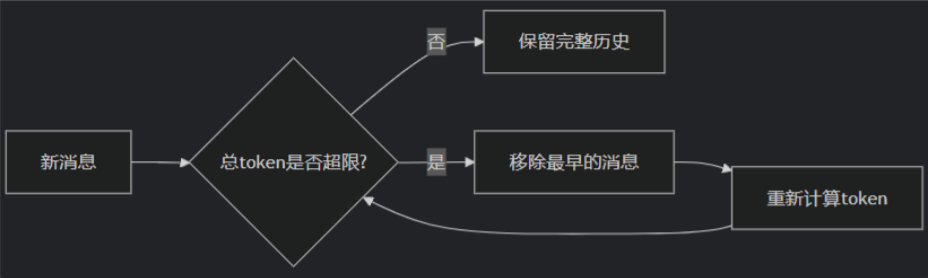 新消息
总token是否超限?
否
保留完整历史
是
移除最早的消息
重新计算token